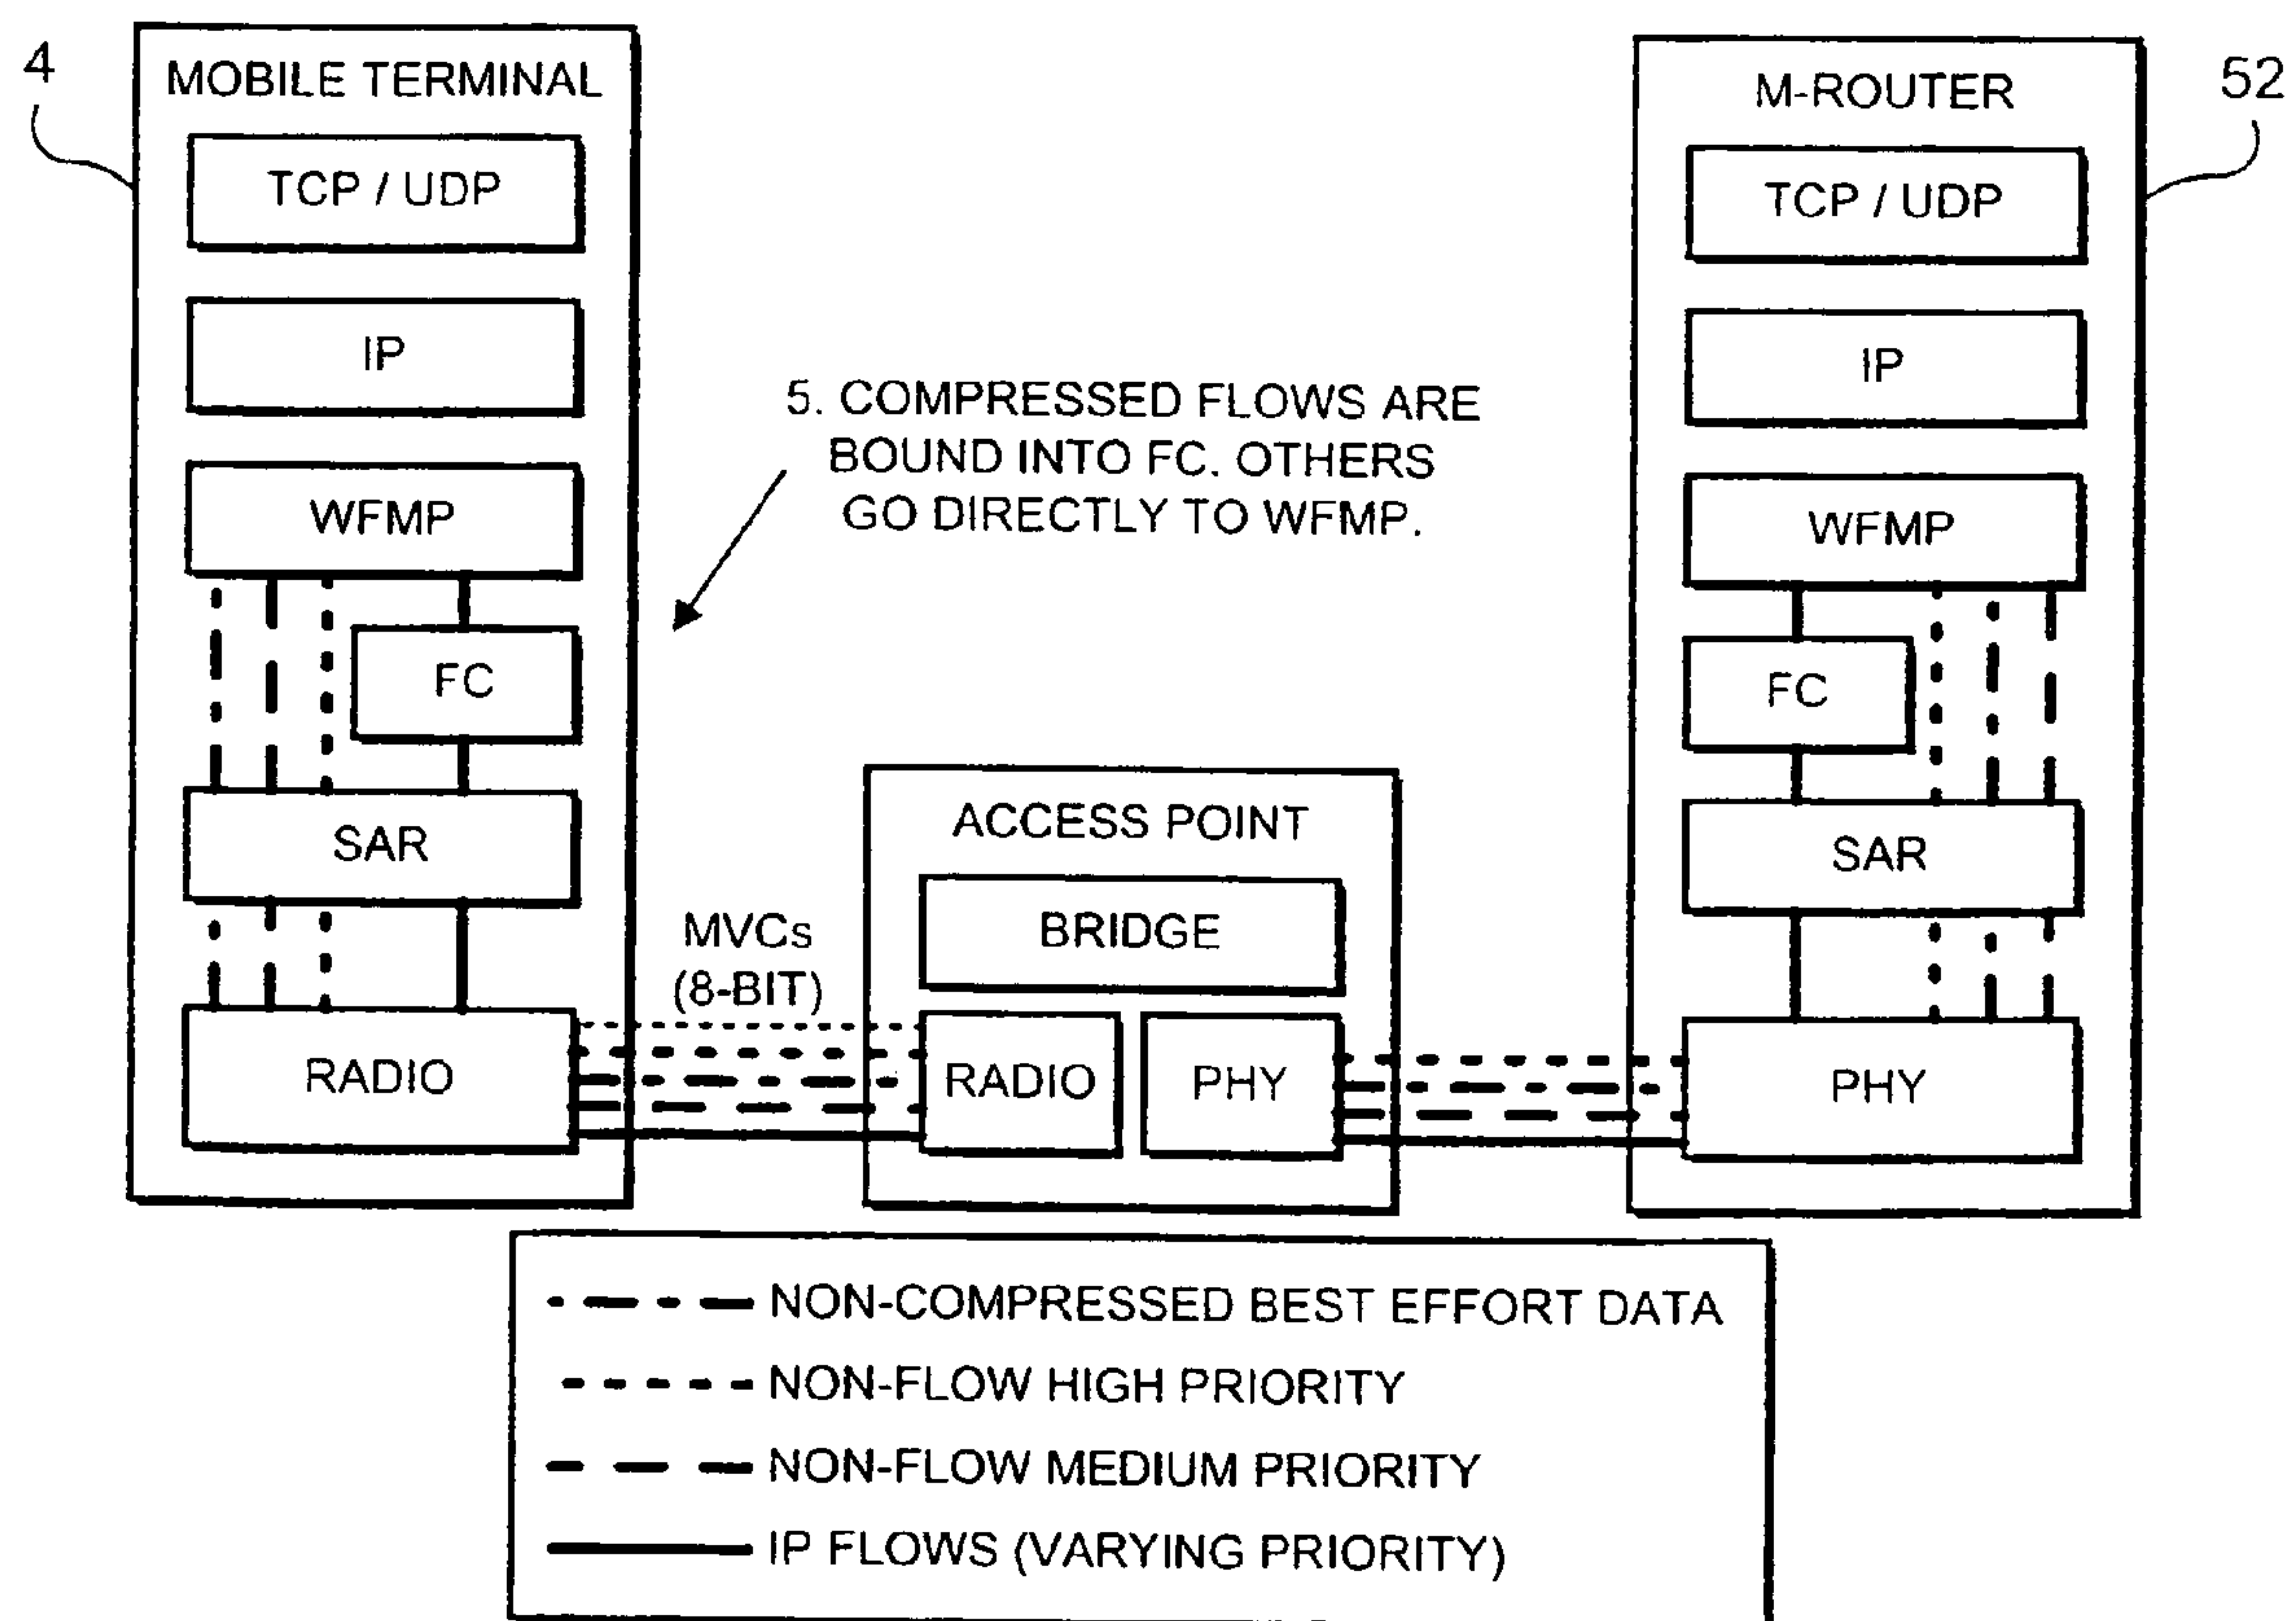 4
MOBILE TERMINAL
TCP / UDP
IP
WFMP
FC
SAR
RADIO
5. COMPRESSED FLOWS ARE
BOUND INTO FC. OTHERS
GO DIRECTLY TO WFMP.
MVCs
(8-BIT)
ACCESS POINT
BRIDGE
RADIO
PHY
M-ROUTER
52
TCP / UDP
IP
WFMP
FC
SAR
PHY
NON-COMPRESSED BEST EFFORT DATA
NON-FLOW HIGH PRIORITY
NON-FLOW MEDIUM PRIORITY
IP FLOWS (VARYING PRIORITY)